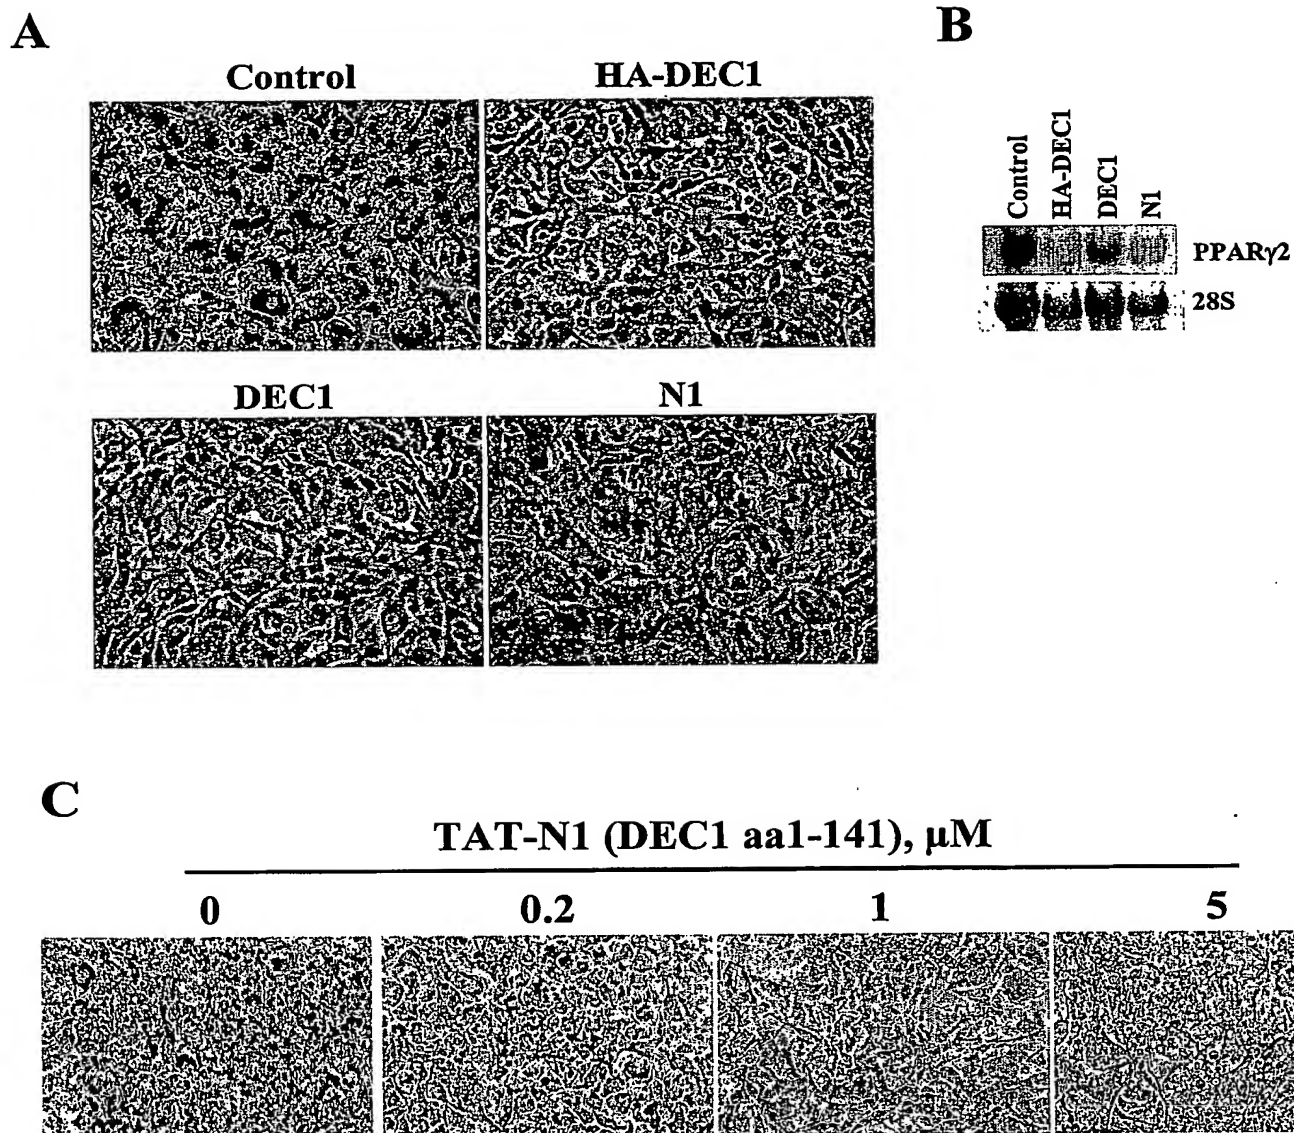 A
Control
HA-DEC1
DEC1
N1
B
Control
HA-DEC1
DEC1
N1
PPARγ2
28S
C
TAT-N1 (DEC1 aa1-141), μM
0
0.2
1
5